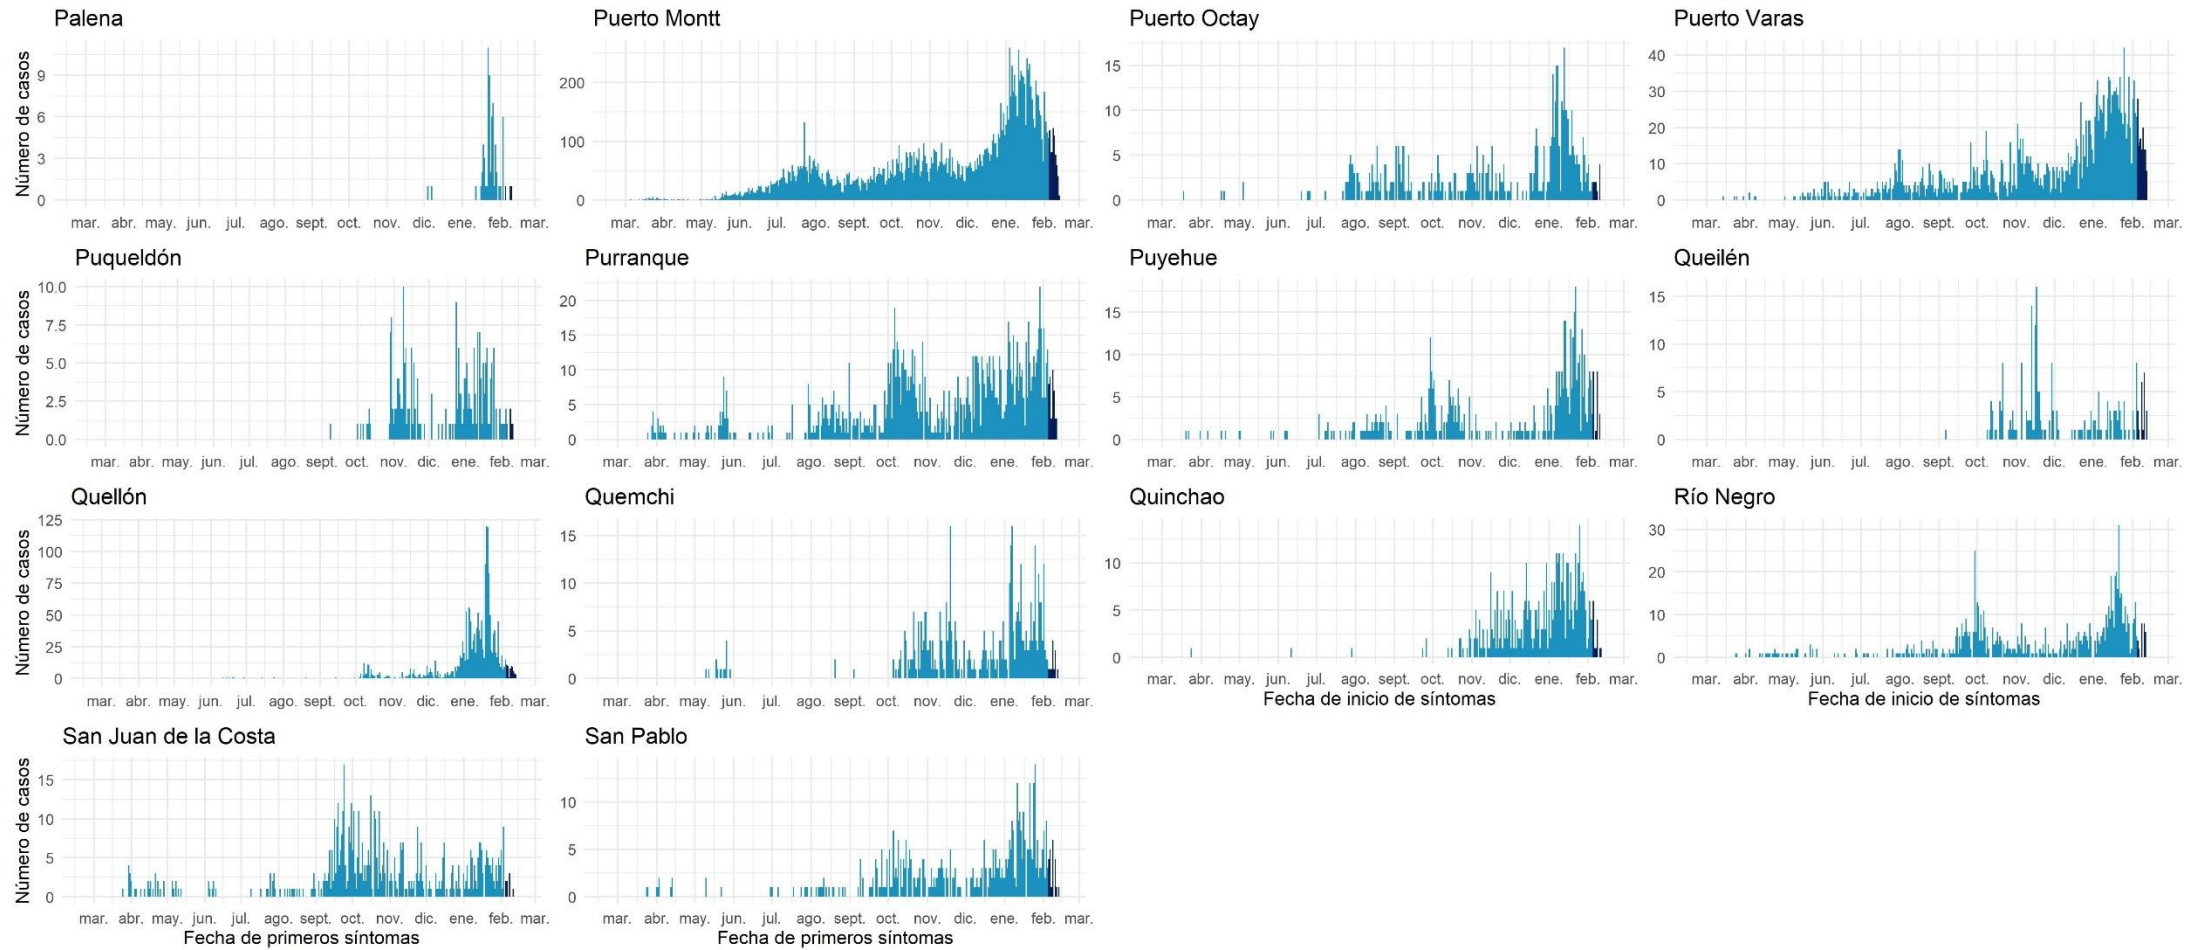 Palena
Número de casos
9
6
3
0
mar. abr. may. jun. jul. ago. sept. oct. nov. dic. ene. feb. mar.
Puerto Montt
200
100
0
mar. abr. may. jun. jul. ago. sept. oct. nov. dic. ene. feb. mar.
Puerto Octay
15
10
5
0
mar. abr. may. jun. jul. ago. sept. oct. nov. dic. ene. feb. mar.
Puerto Varas
40
30
20
10
0
mar. abr. may. jun. jul. ago. sept. oct. nov. dic. ene. feb. mar.
Puqueldón
Número de casos
10.0
7.5
5.0
2.5
0.0
mar. abr. may. jun. jul. ago. sept. oct. nov. dic. ene. feb. mar.
Purranque
20
15
10
5
0
mar. abr. may. jun. jul. ago. sept. oct. nov. dic. ene. feb. mar.
Puyehue
15
10
5
0
mar. abr. may. jun. jul. ago. sept. oct. nov. dic. ene. feb. mar.
Queilén
15
10
5
0
mar. abr. may. jun. jul. ago. sept. oct. nov. dic. ene. feb. mar.
Quellón
Número de casos
125
100
75
50
25
0
mar. abr. may. jun. jul. ago. sept. oct. nov. dic. ene. feb. mar.
Quemchi
15
10
5
0
mar. abr. may. jun. jul. ago. sept. oct. nov. dic. ene. feb. mar.
Quinchao
10
5
0
mar. abr. may. jun. jul. ago. sept. oct. nov. dic. ene. feb. mar.
Fecha de inicio de síntomas
Río Negro
30
20
10
0
mar. abr. may. jun. jul. ago. sept. oct. nov. dic. ene. feb. mar.
Fecha de inicio de síntomas
San Juan de la Costa
Número de casos
15
10
5
0
mar. abr. may. jun. jul. ago. sept. oct. nov. dic. ene. feb. mar.
Fecha de primeros síntomas
San Pablo
10
5
0
mar. abr. may. jun. jul. ago. sept. oct. nov. dic. ene. feb. mar.
Fecha de primeros síntomas